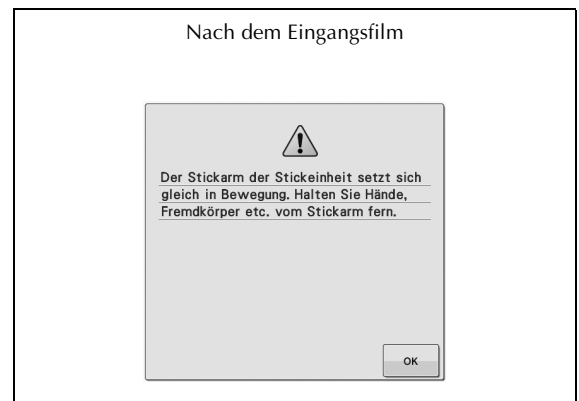 Nach dem Eingangsfilm
Der Stickarm der Stickeinheit setzt sich
gleich in Bewegung. Halten Sie Hände,
Fremdkörper etc. vom Stickarm fern.
OK